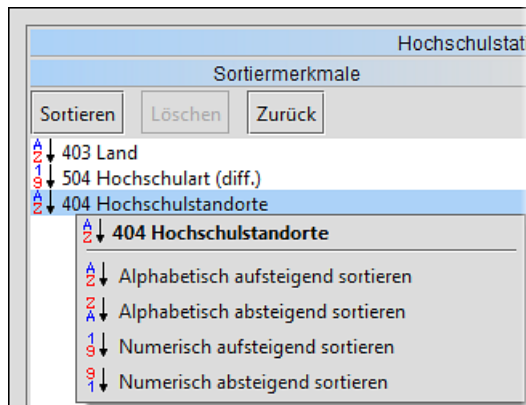 Hochschulstat
Sortiermerkmale
Sortieren Löschen Zurück
403 Land
504 Hochschulart (diff.)
404 Hochschulstandorte
404 Hochschulstandorte
Alphabetisch aufsteigend sortieren
Alphabetisch absteigend sortieren
Numerisch aufsteigend sortieren
Numerisch absteigend sortieren